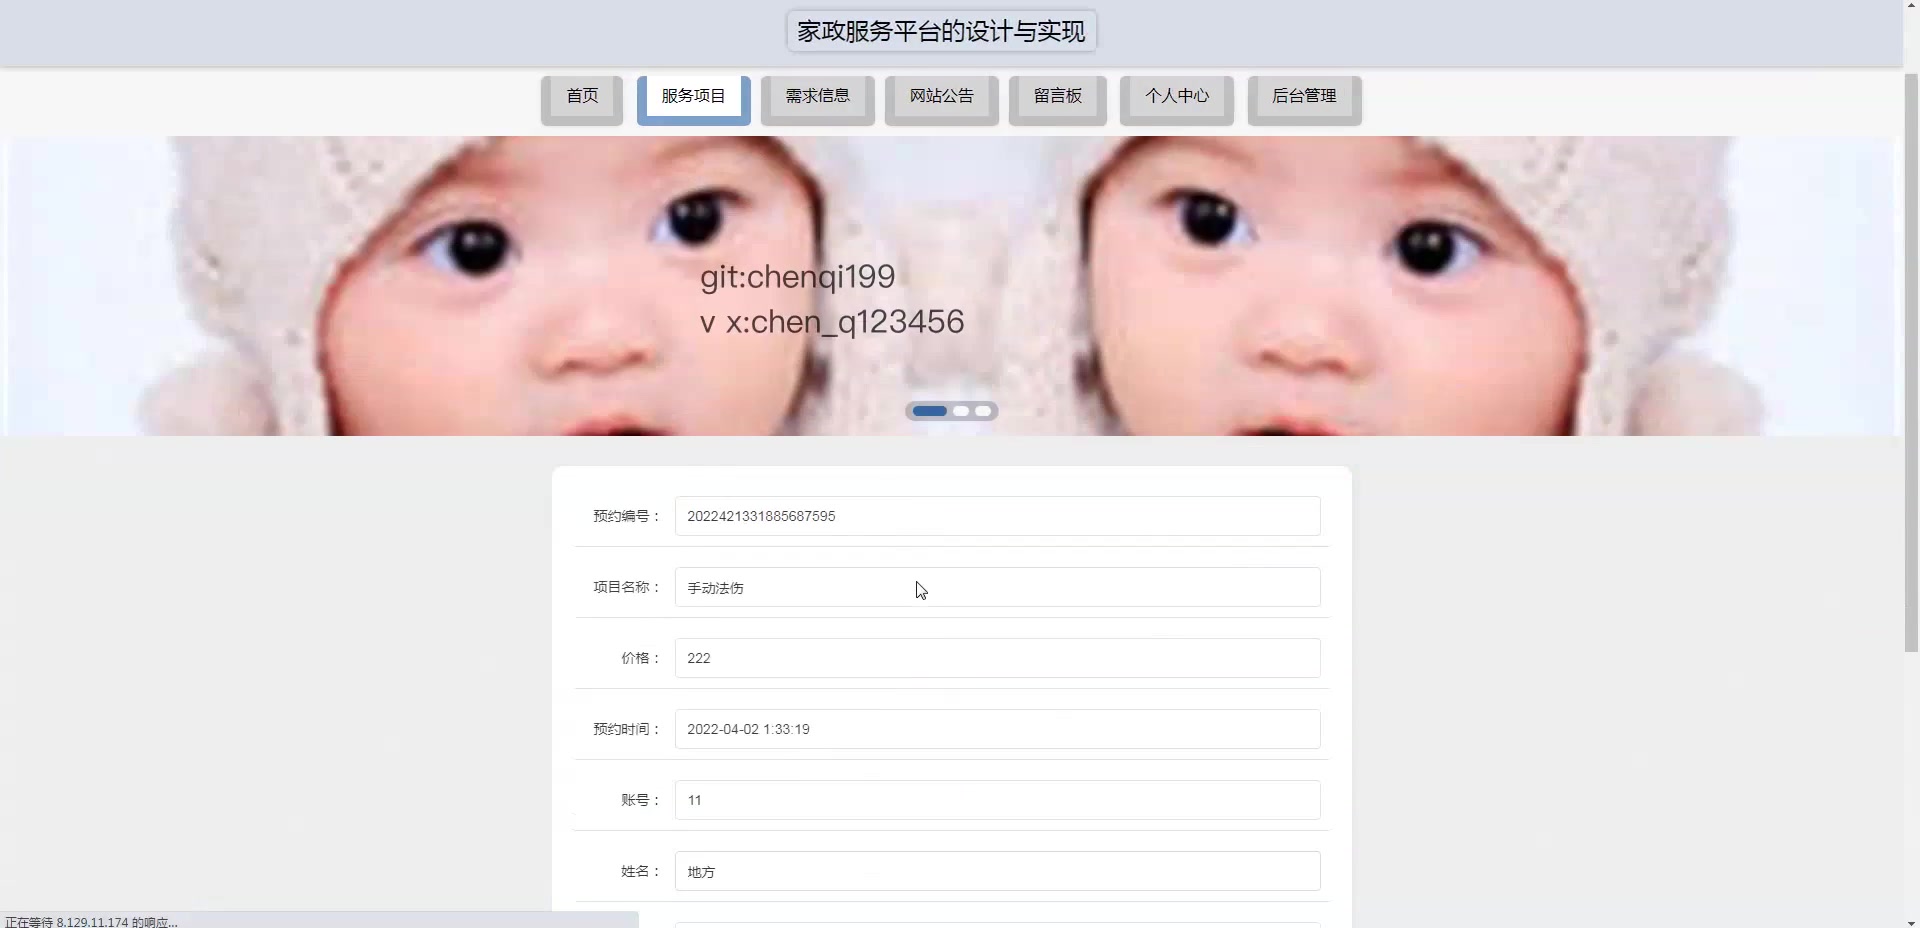 家政服务平台的设计与实现
首页 服务项目 需求信息 网站公告 留言板 个人中心 后台管理
git:chenqi199
v x:chen_q123456
预约编号： 2022421331885687595
项目名称： 手动法伤
价格： 222
预约时间： 2022-04-02 1:33:19
账号： 11
姓名： 地方
正在等待 8.129.11.174 的响应...